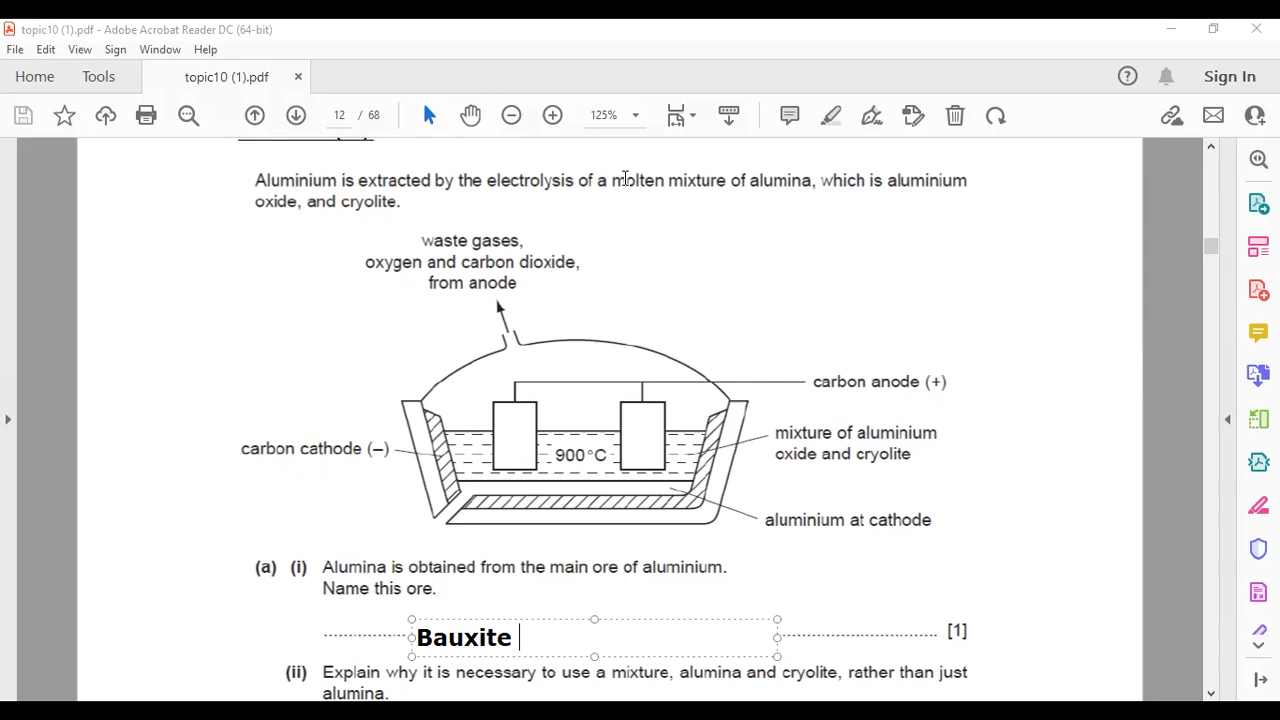 topic10 (1).pdf - Adobe Acrobat Reader DC (64-bit)
File Edit View Sign Window Help
Home Tools topic10 (1).pdf × Sign In
12 / 68 125%
Aluminium is extracted by the electrolysis of a molten mixture of alumina, which is aluminium
oxide, and cryolite.
waste gases,
oxygen and carbon dioxide,
from anode
carbon anode (+)
mixture of aluminium
oxide and cryolite
carbon cathode (–)
900°C
aluminium at cathode
(a) (i) Alumina is obtained from the main ore of aluminium.
Name this ore.
Bauxite
[1]
(ii) Explain why it is necessary to use a mixture, alumina and cryolite, rather than just
alumina.